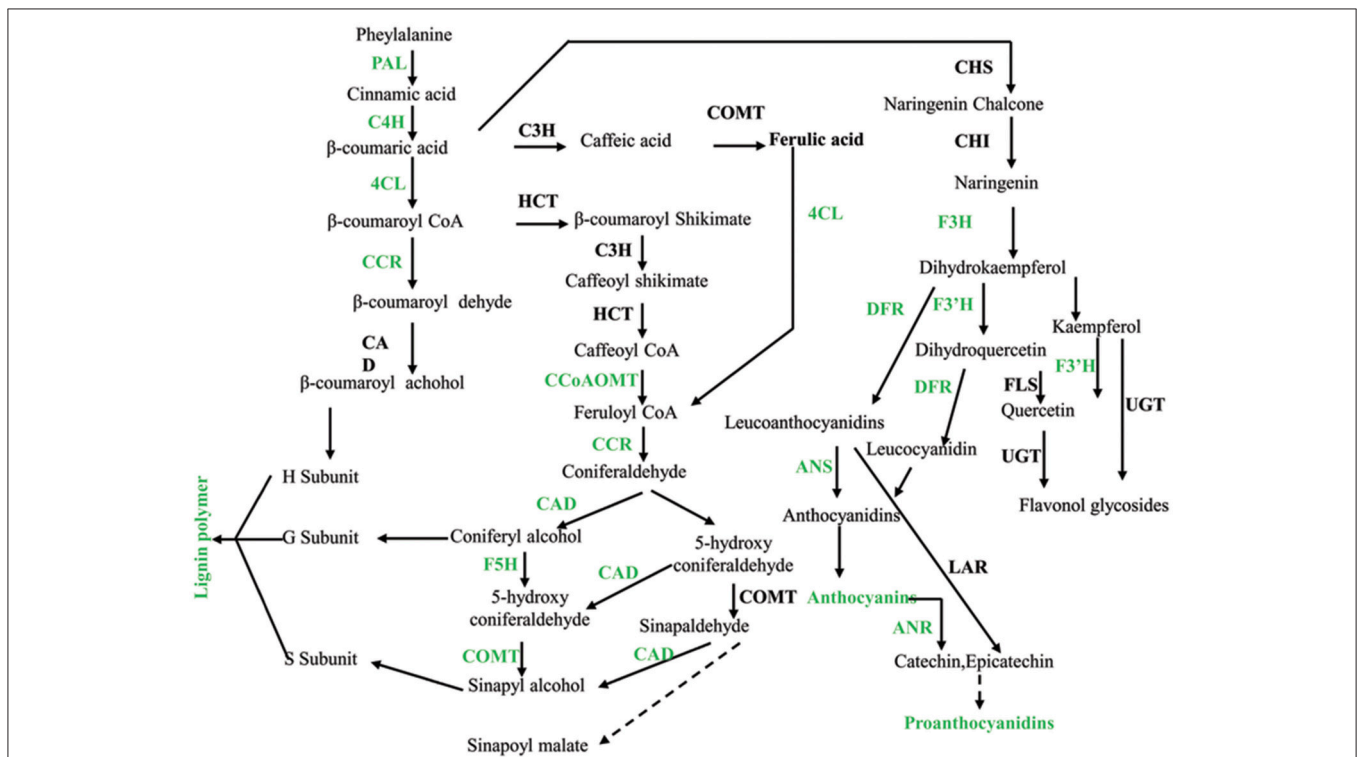 Pheylalanine
PAL
Cinnamic acid
C4H
β-coumaric acid
4CL
β-coumaroyl CoA
CCR
β-coumaroyl dehyde
CA
D
β-coumaroyl achohol
H Subunit
G Subunit
S Subunit
Lignin polymer
C3H
Caffeic acid
COMT
Ferulic acid
4CL
HCT
β-coumaroyl Shikimate
C3H
Caffeoyl shikimate
HCT
Caffeoyl CoA
CCoAOMT
Feruloyl CoA
CCR
Coniferaldehyde
CAD
Coniferyl alcohol
F5H
5-hydroxy
coniferaldehyde
COMT
Sinapyl alcohol
5-hydroxy
coniferaldehyde
CAD
COMT
Sinapaldehyde
CAD
Sinapoyl malate
CHS
Naringenin Chalcone
CHI
Naringenin
F3H
Dihydrokaempferol
DFR
F3’H
Kaempferol
Dihydroquercetin
F3’H
DFR
FLS
UGT
Leucoanthocyanidins
Quercetin
Leucocyanidin
UGT
ANS
Flavonol glycosides
Anthocyanidins
LAR
Anthocyanins
ANR
Catechin,Epicatechin
Proanthocyanidins